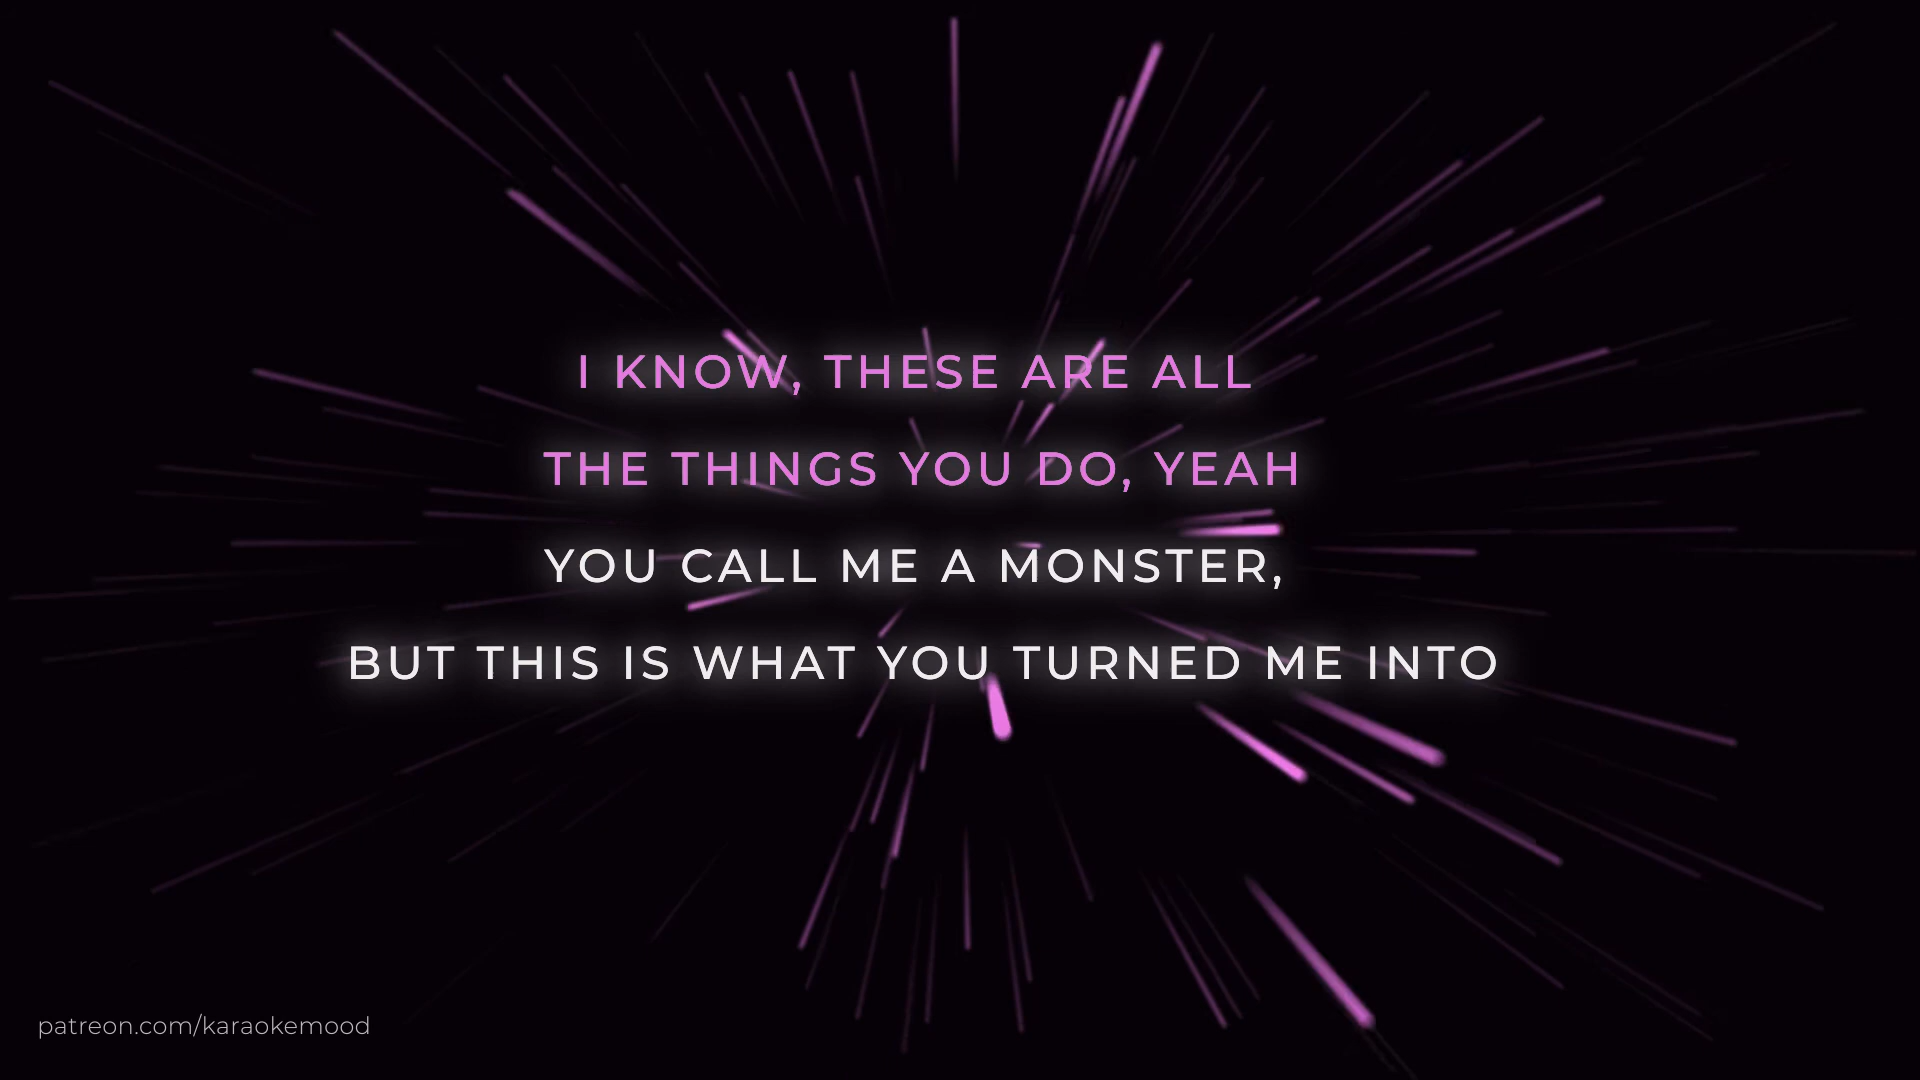 I KNOW, THESE ARE ALL
THE THINGS YOU DO, YEAH
YOU CALL ME A MONSTER,
BUT THIS IS WHAT YOU TURNED ME INTO
patreon.com/karaokemood